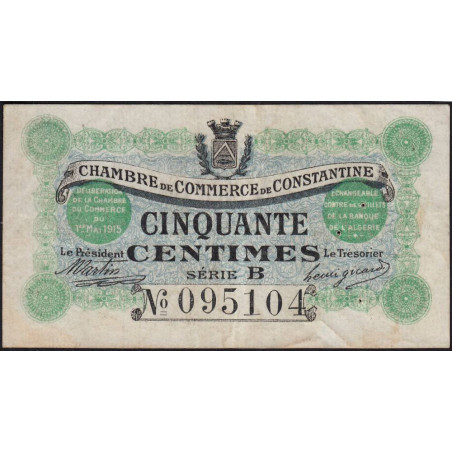 CHAMBRE DE COMMERCE DE CONSTANTINE
DÉLIBÉRATION
DE LA CHAMBRE
DU COMMERCE
DU
1er MAI 1915
ÉCHANGEABLE
CONTRE DES BILLETS
DE LA BANQUE
DE L'ALGÉRIE
CINQUANTE
CENTIMES
Le Président
Le Trésorier
Martin
SÉRIE B
No 095104